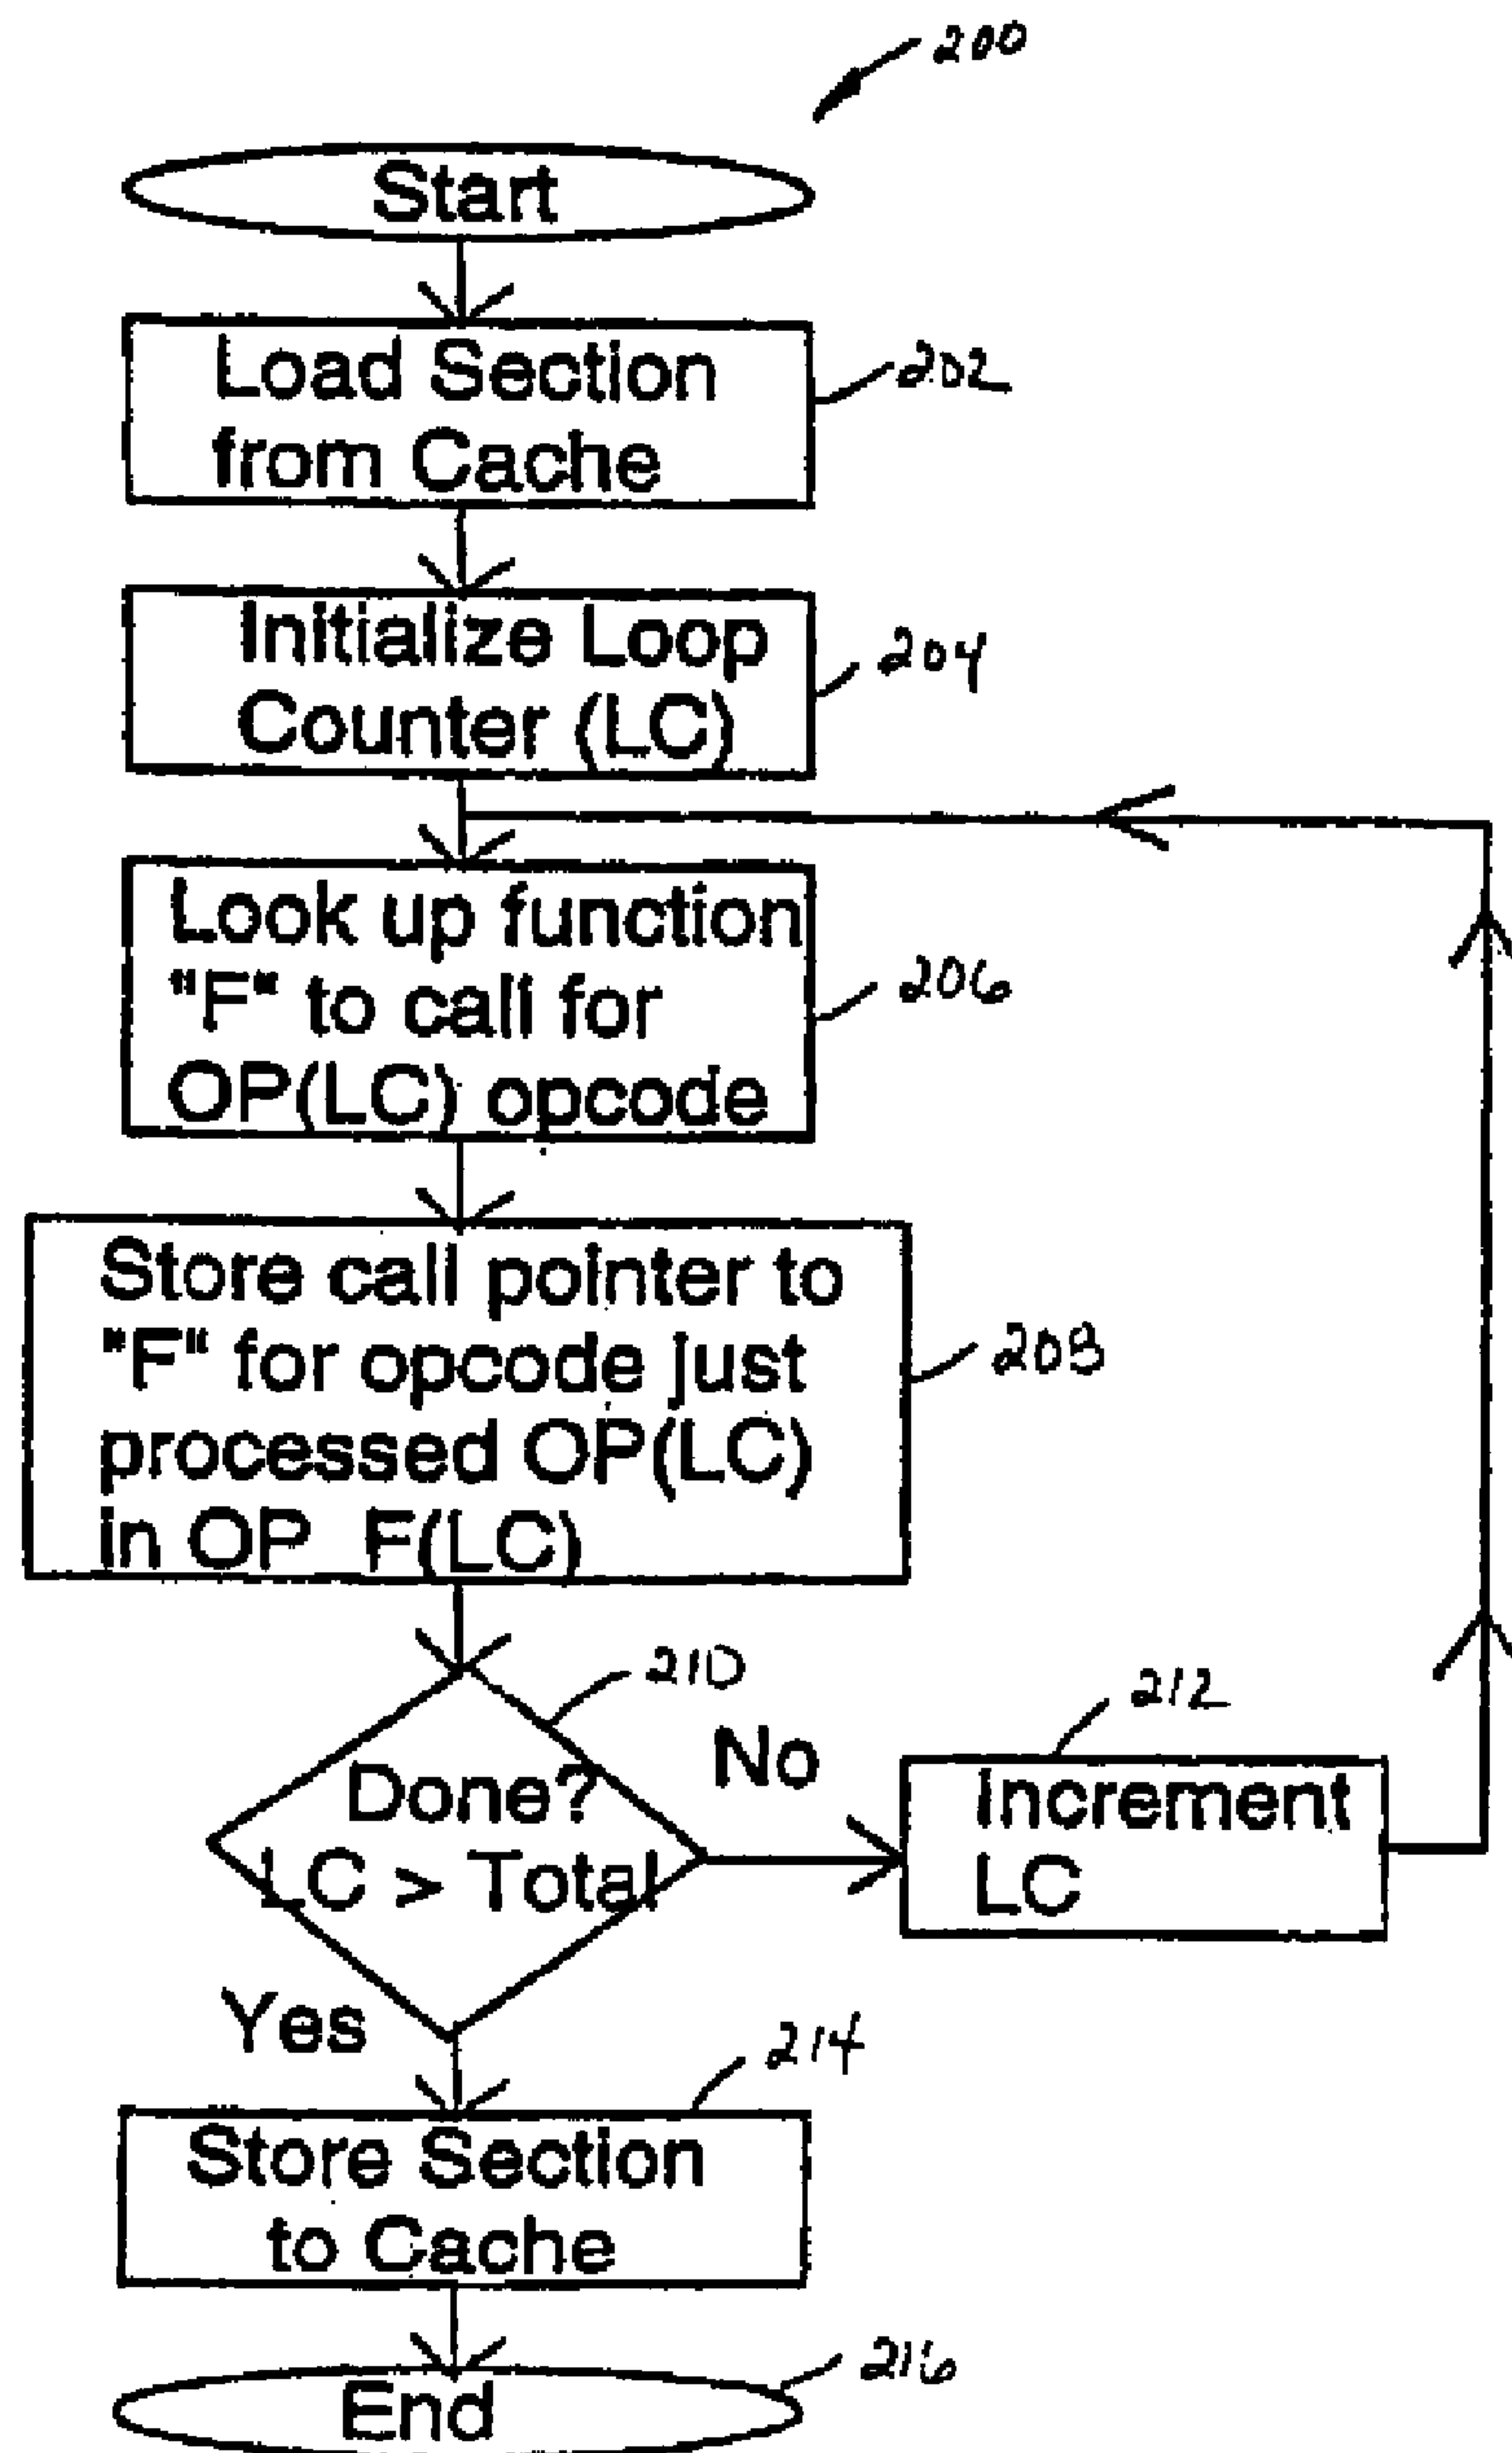 200
Start
Load Section
from Cache
202
Initialize Loop
Counter (LC)
204
Look up function
"F" to call for
OP(LC) opcode
206
Store call pointer to
"F" for opcode just
processed OP(LC)
in OP_F(LC)
208
210
Done?
LC > Total
No
212
Increment
LC
Yes
214
Store Section
to Cache
216
End